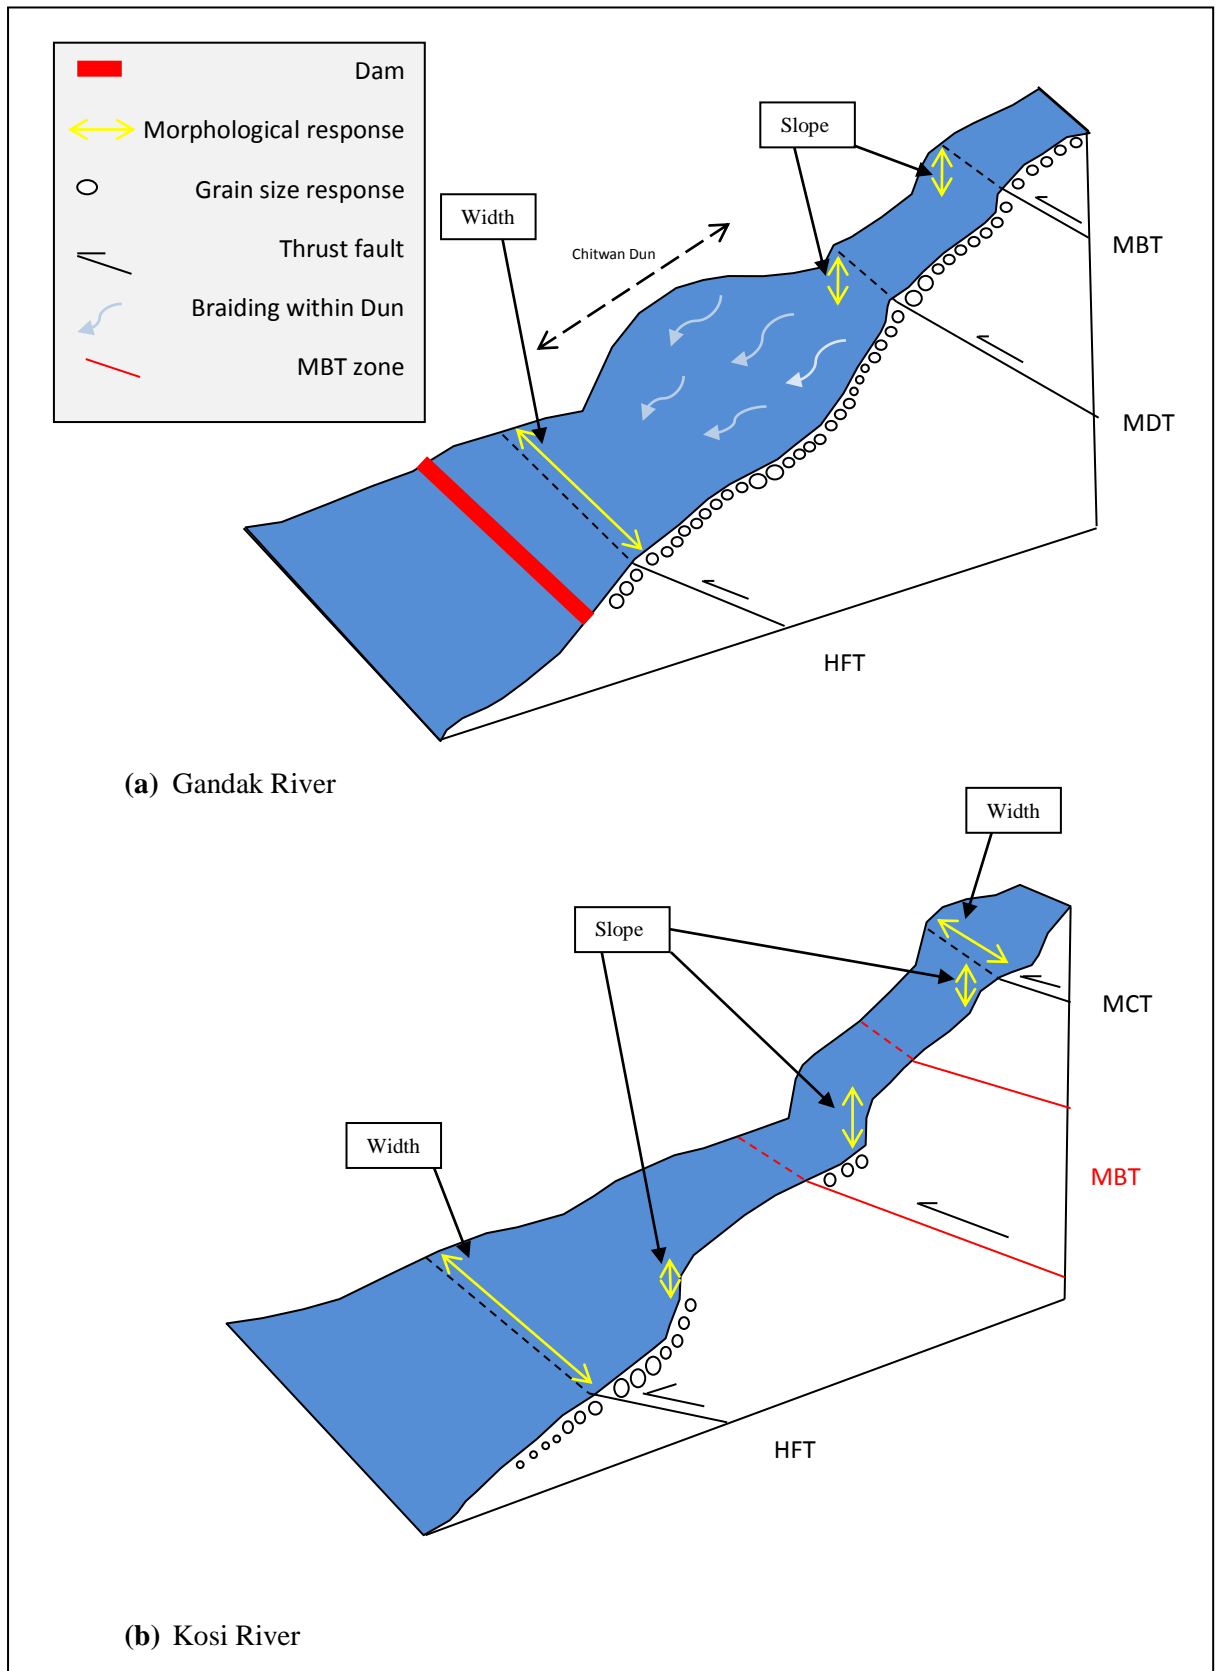 Dam
Morphological response
Grain size response
Thrust fault
Braiding within Dun
MBT zone
Slope
Width
Chitwan Dun
MBT
MDT
HFT
(a) Gandak River
Width
Slope
MCT
Width
MBT
HFT
(b) Kosi River